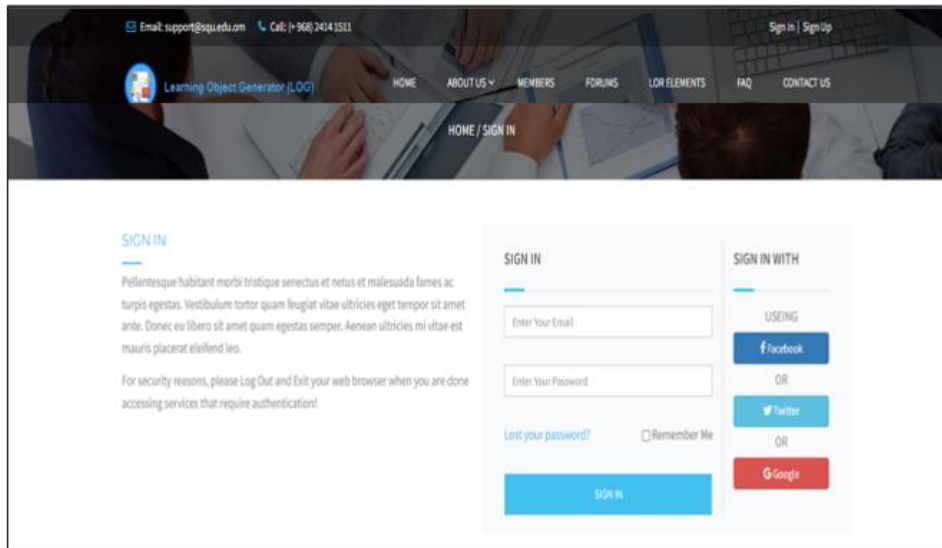 Email: support@squ.edu.om Call: (+ 968) 2414 1511 Sign In | Sign Up
Learning Object Generator (LOG) HOME ABOUT US MEMBERS FORUMS LOR ELEMENTS FAQ CONTACT US
HOME / SIGN IN
SIGN IN
Pellentesque habitant morbi tristique senectus et netus et malesuada fames ac
turpis egestas. Vestibulum tortor quam feugiat vitae ultricies eget tempor sit amet
ante. Donec eu libero sit amet quam egestas semper. Aenean ultricies mi vitae est
mauris placerat eleifend leo.
For security reasons, please Log Out and Exit your web browser when you are done
accessing services that require authentication!
SIGN IN
Enter Your Email
Enter Your Password
Lost your password? Remember Me
SIGN IN
SIGN IN WITH
USEING
Facebook
OR
Twitter
OR
Google